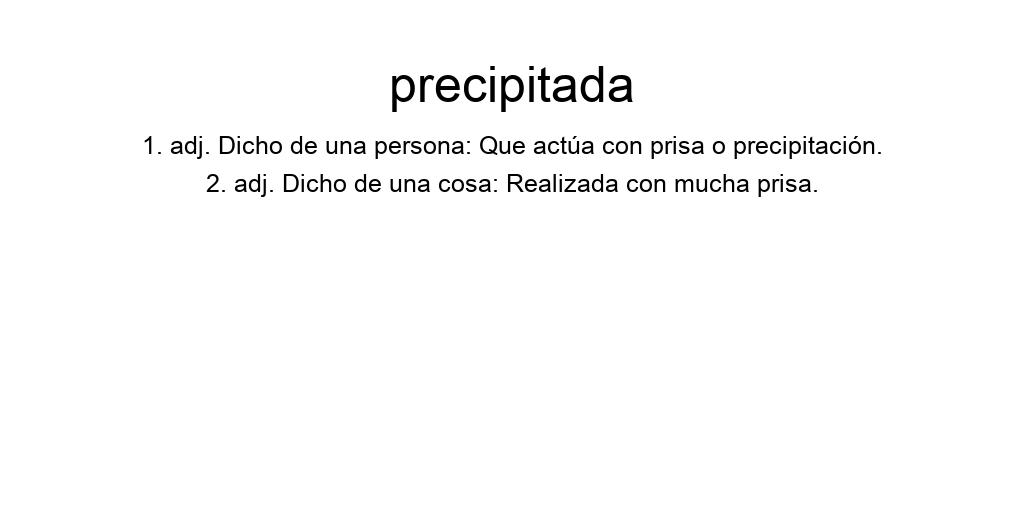 precipitada
1. adj. Dicho de una persona: Que actúa con prisa o precipitación.
2. adj. Dicho de una cosa: Realizada con mucha prisa.